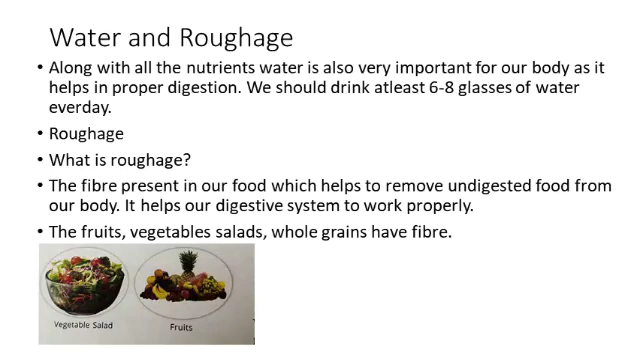 Water and Roughage
• Along with all the nutrients water is also very important for our body as it
helps in proper digestion. We should drink atleast 6-8 glasses of water
everday.
• Roughage
• What is roughage?
• The fibre present in our food which helps to remove undigested food from
our body. It helps our digestive system to work properly.
• The fruits, vegetables salads, whole grains have fibre.
Vegetable Salad
Fruits